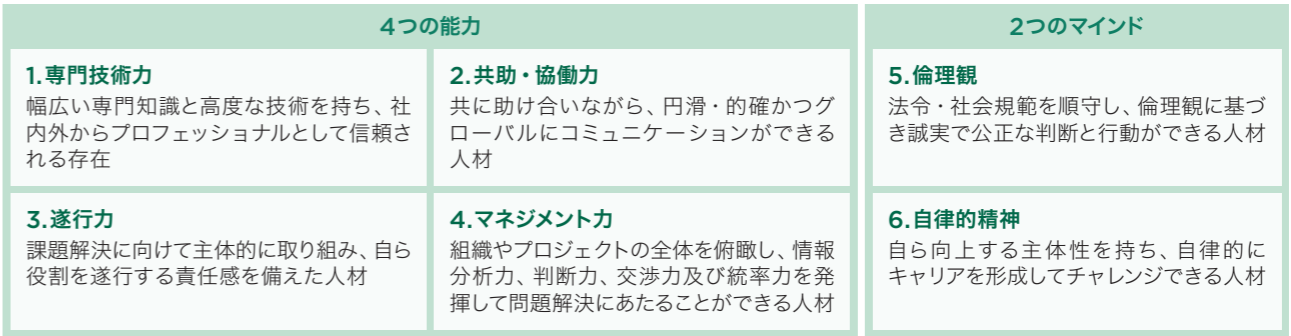 4つの能力
1.専門技術力
幅広い専門知識と高度な技術を持ち、社
内外からプロフェッショナルとして信頼さ
れる存在
2.共助・協働力
共に助け合いながら、円滑・的確かつグ
ローバルにコミュニケーションができる
人材
3.遂行力
課題解決に向けて主体的に取り組み、自ら
役割を遂行する責任感を備えた人材
4.マネジメント力
組織やプロジェクトの全体を俯瞰し、情報
分析力、判断力、交渉力及び統率力を発
揮して問題解決にあたることができる人材
2つのマインド
5.倫理観
法令・社会規範を順守し、倫理観に基づ
き誠実で公正な判断と行動ができる人材
6.自律的精神
自ら向上する主体性を持ち、自律的に
キャリアを形成してチャレンジできる人材